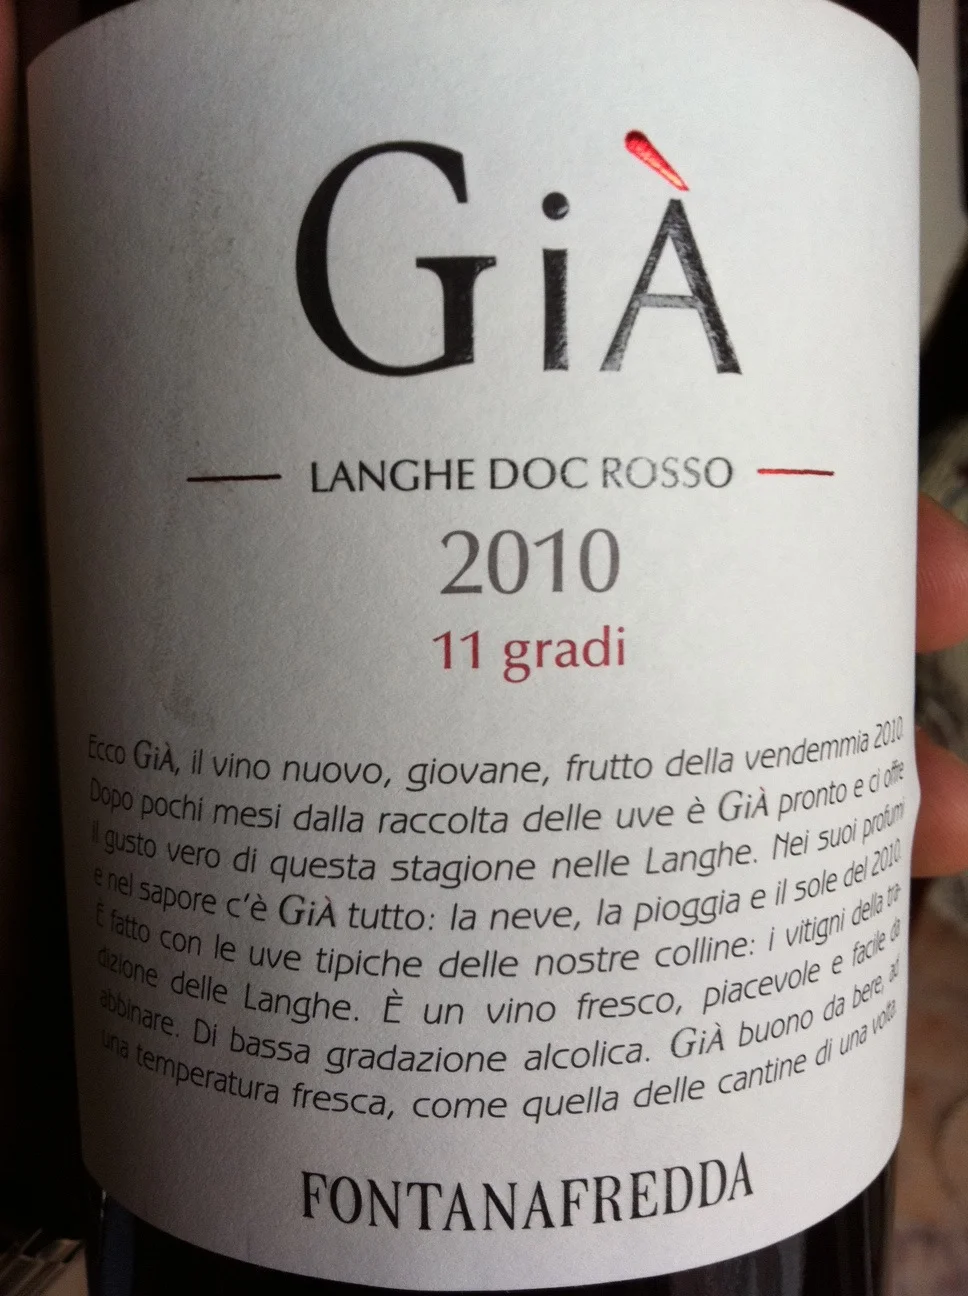 GiÀ
LANGHE DOC ROSSO
2010
11 gradi
Ecco GiÀ, il vino nuovo, giovane, frutto della vendemmia 2010.
Dopo pochi mesi dalla raccolta delle uve è GiÀ pronto e ci offre
il gusto vero di questa stagione nelle Langhe. Nei suoi profumi
e nel sapore c'è GiÀ tutto: la neve, la pioggia e il sole del 2010.
È fatto con le uve tipiche delle nostre colline: i vitigni della tra-
dizione delle Langhe. È un vino fresco, piacevole e facile da
abbinare. Di bassa gradazione alcolica. GiÀ buono da bere, ad
una temperatura fresca, come quella delle cantine di una volta.
FONTANAFREDDA